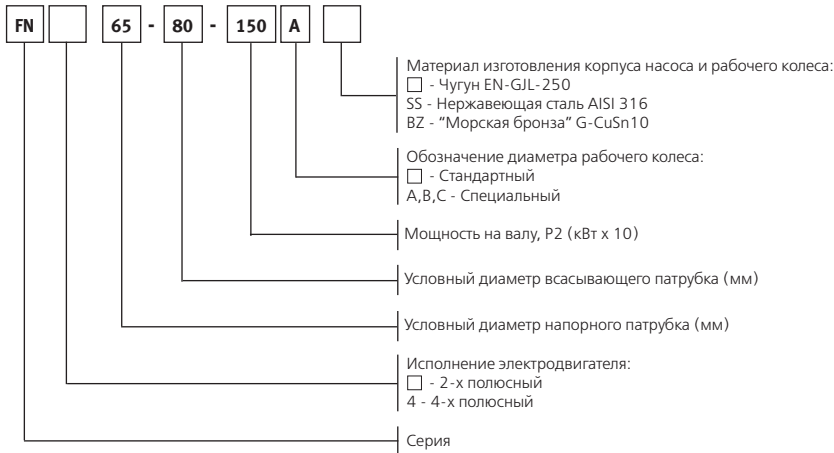 FN 65 - 80 - 150 A
Материал изготовления корпуса насоса и рабочего колеса:
□ - Чугун EN-GJL-250
SS - Нержавеющая сталь AISI 316
BZ - “Морская бронза” G-CuSn10
Обозначение диаметра рабочего колеса:
□ - Стандартный
A,B,C - Специальный
Мощность на валу, P2 (кВт x 10)
Условный диаметр всасывающего патрубка (мм)
Условный диаметр напорного патрубка (мм)
Исполнение электродвигателя:
□ - 2-х полюсный
4 - 4-х полюсный
Серия